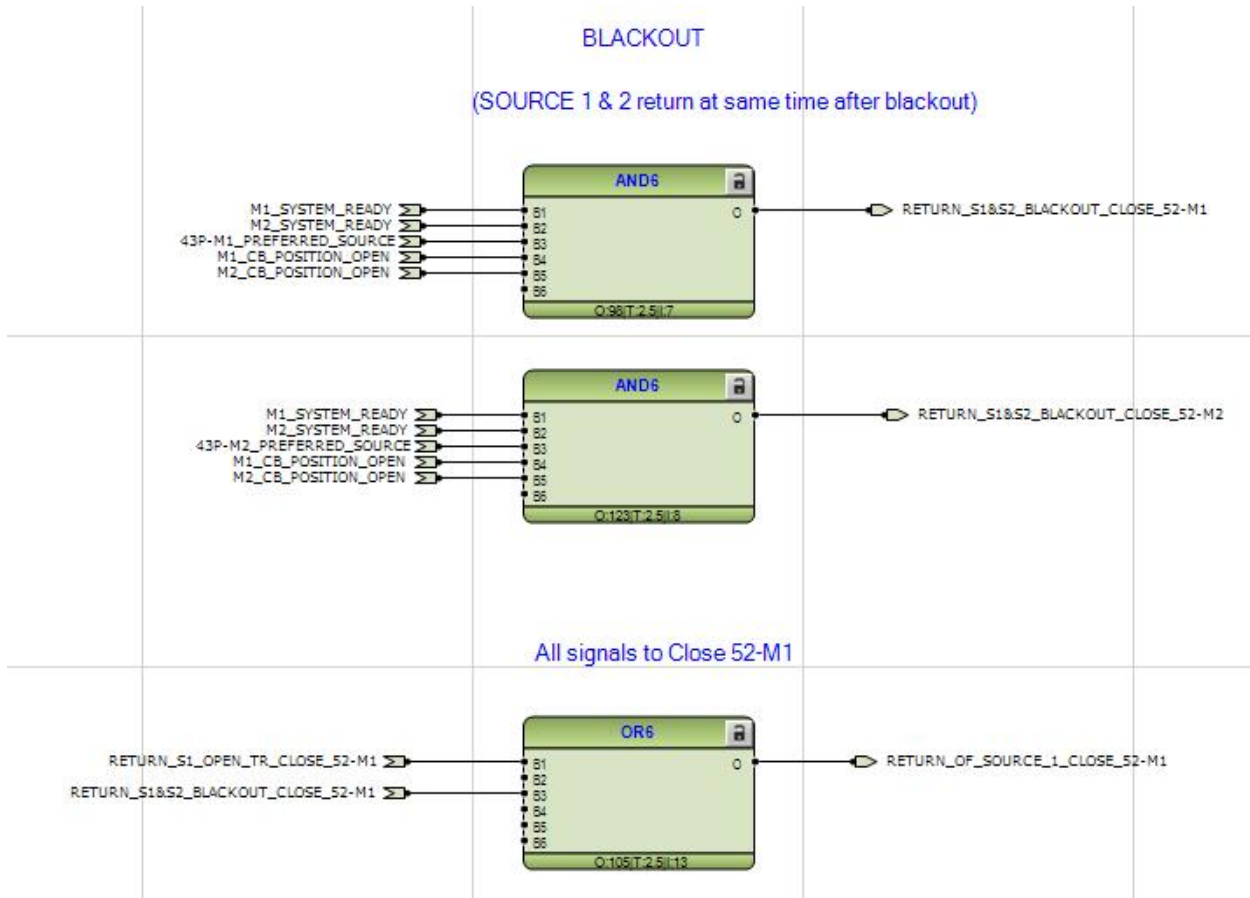 BLACKOUT
(SOURCE 1 & 2 return at same time after blackout)
AND6
M1_SYSTEM_READY
M2_SYSTEM_READY
43P-M1_PREFERRED_SOURCE
M1_CB_POSITION_OPEN
M2_CB_POSITION_OPEN
B1
B2
B3
B4
B5
B6
O
RETURN_S1&S2_BLACKOUT_CLOSE_52-M1
O:98|T:2.5|I:7
AND6
M1_SYSTEM_READY
M2_SYSTEM_READY
43P-M2_PREFERRED_SOURCE
M1_CB_POSITION_OPEN
M2_CB_POSITION_OPEN
B1
B2
B3
B4
B5
B6
O
RETURN_S1&S2_BLACKOUT_CLOSE_52-M2
O:123|T:2.5|I:8
All signals to Close 52-M1
OR6
RETURN_S1_OPEN_TR_CLOSE_52-M1
RETURN_S1&S2_BLACKOUT_CLOSE_52-M1
B1
B2
B3
B4
B5
B6
O
RETURN_OF_SOURCE_1_CLOSE_52-M1
O:105|T:2.5|I:13